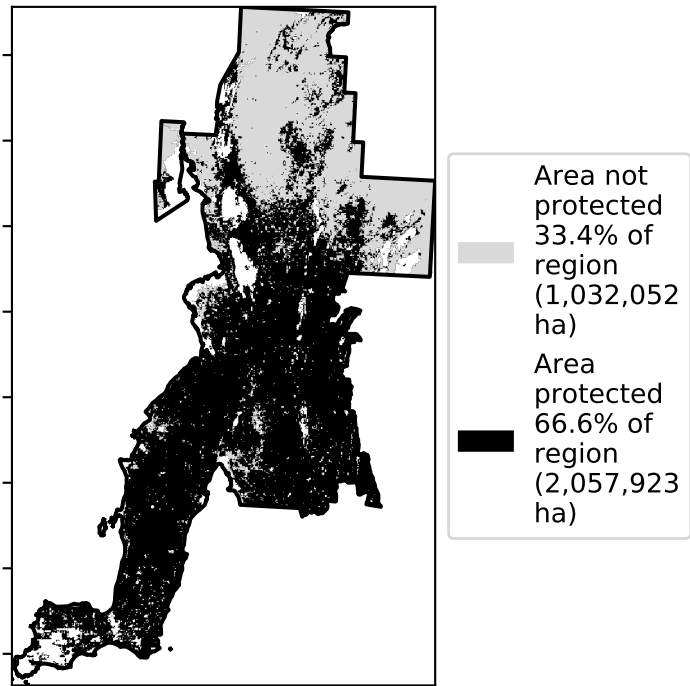 Area not
protected
33.4% of
region
(1,032,052
ha)
Area
protected
66.6% of
region
(2,057,923
ha)